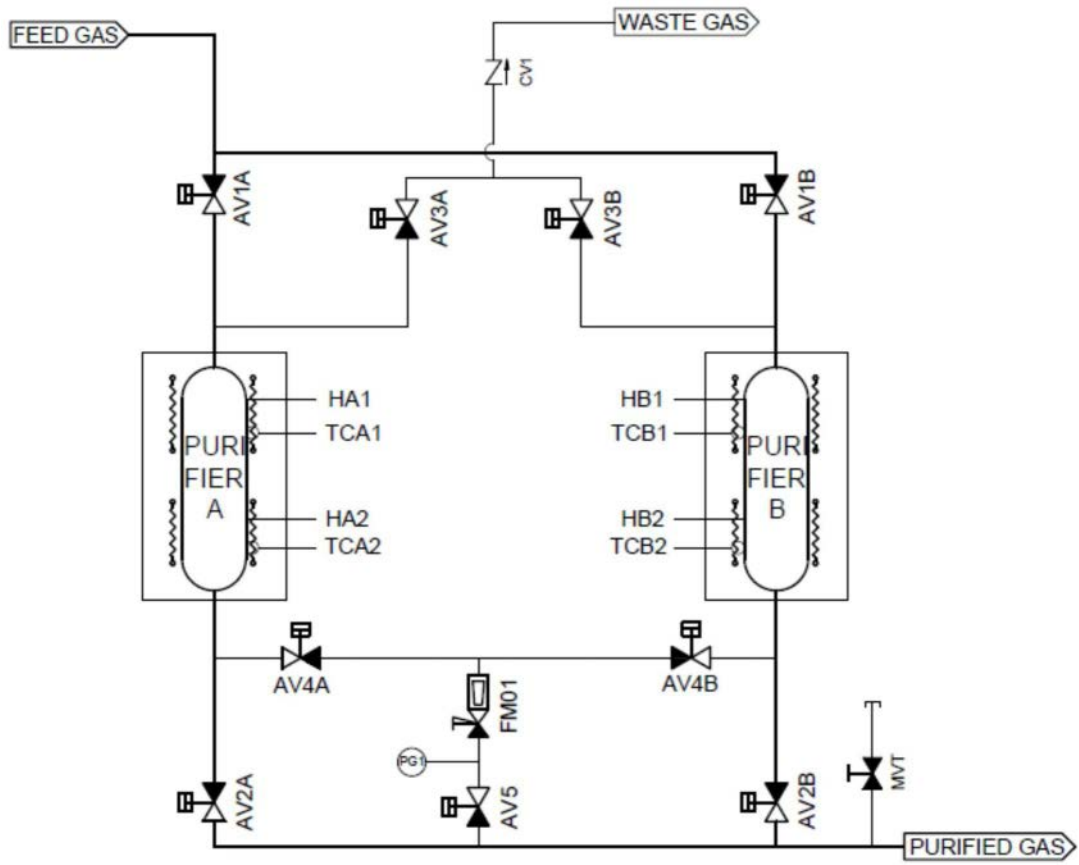 FEED GAS
WASTE GAS
CV1
AV1A
AV3A
AV3B
AV1B
HA1
TCA1
HA2
TCA2
PURI
FIER
A
HB1
TCB1
HB2
TCB2
PURI
FIER
B
AV4A
AV4B
FM01
PG1
AV2A
AV5
AV2B
MVT
PURIFIED GAS